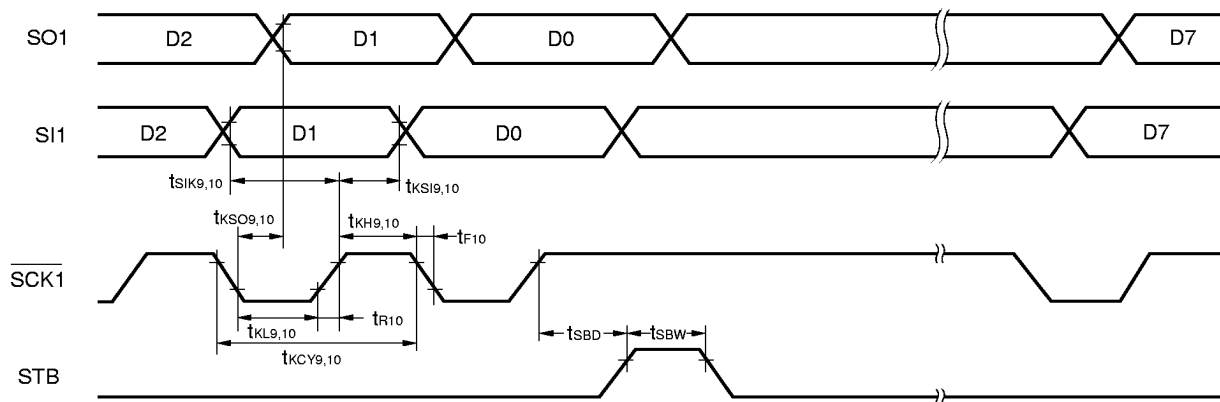 SO1 D2 D1 D0 D7
SI1 D2 D1 D0 D7
tSIK9,10 tKSI9,10
tKSO9,10 tKH9,10 tF10
SCK1
tKL9,10 tR10 tSBD tSBW
tKCY9,10
STB